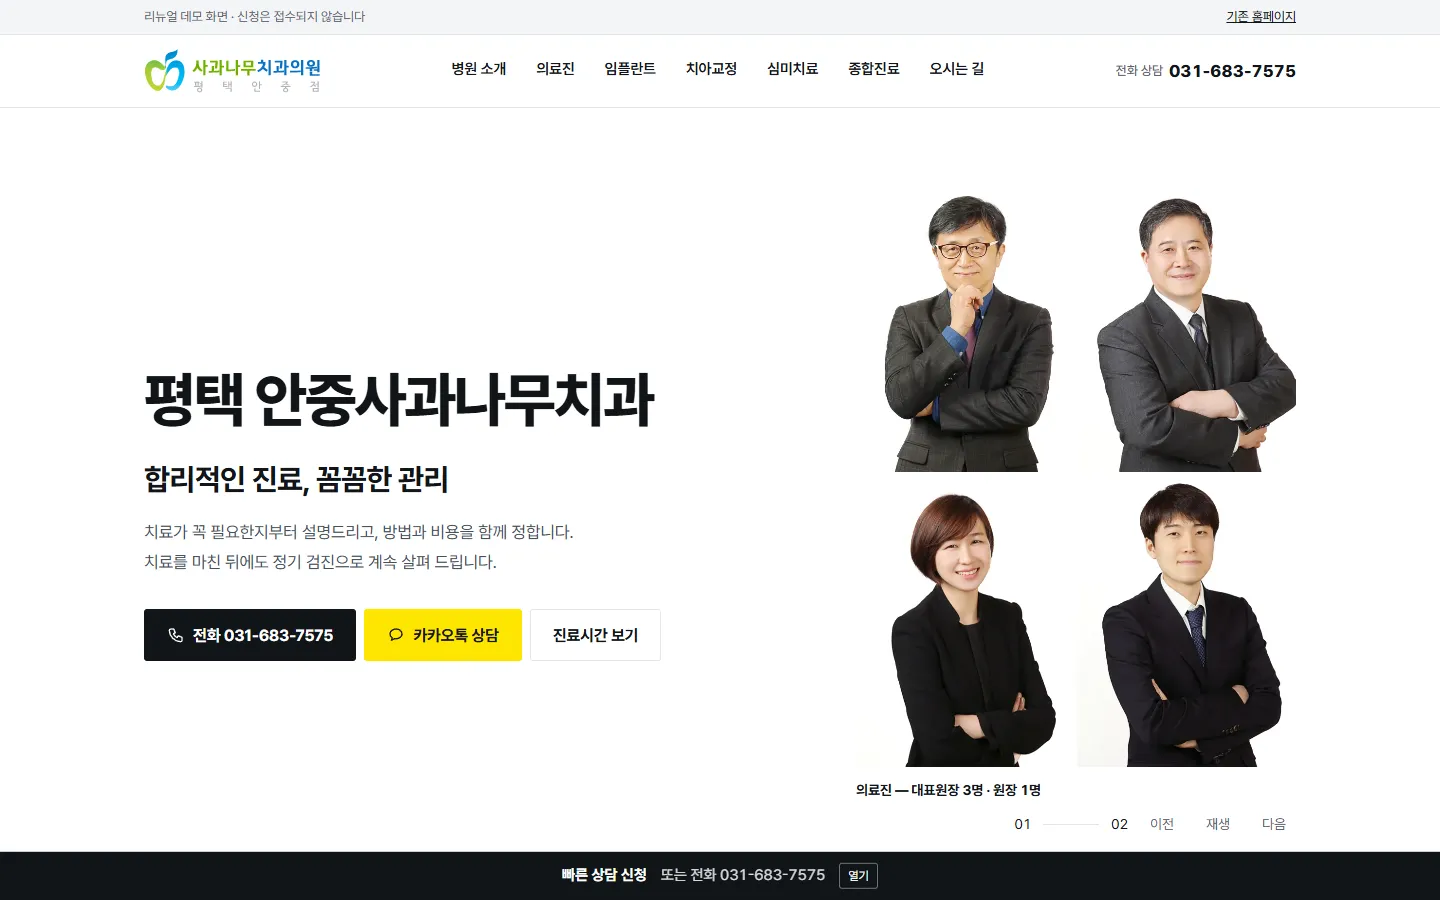 리뉴얼 데모 화면 · 신청은 접수되지 않습니다
기존 홈페이지
사과나무치과의원
평 택 안 중 점
병원 소개
의료진
임플란트
치아교정
심미치료
종합진료
오시는 길
전화 상담 031-683-7575
평택 안중사과나무치과
합리적인 진료, 꼼꼼한 관리
치료가 꼭 필요한지부터 설명드리고, 방법과 비용을 함께 정합니다.
치료를 마친 뒤에도 정기 검진으로 계속 살펴 드립니다.
전화 031-683-7575
카카오톡 상담
진료시간 보기
의료진 — 대표원장 3명 · 원장 1명
01
02
이전
재생
다음
빠른 상담 신청 또는 전화 031-683-7575 열기